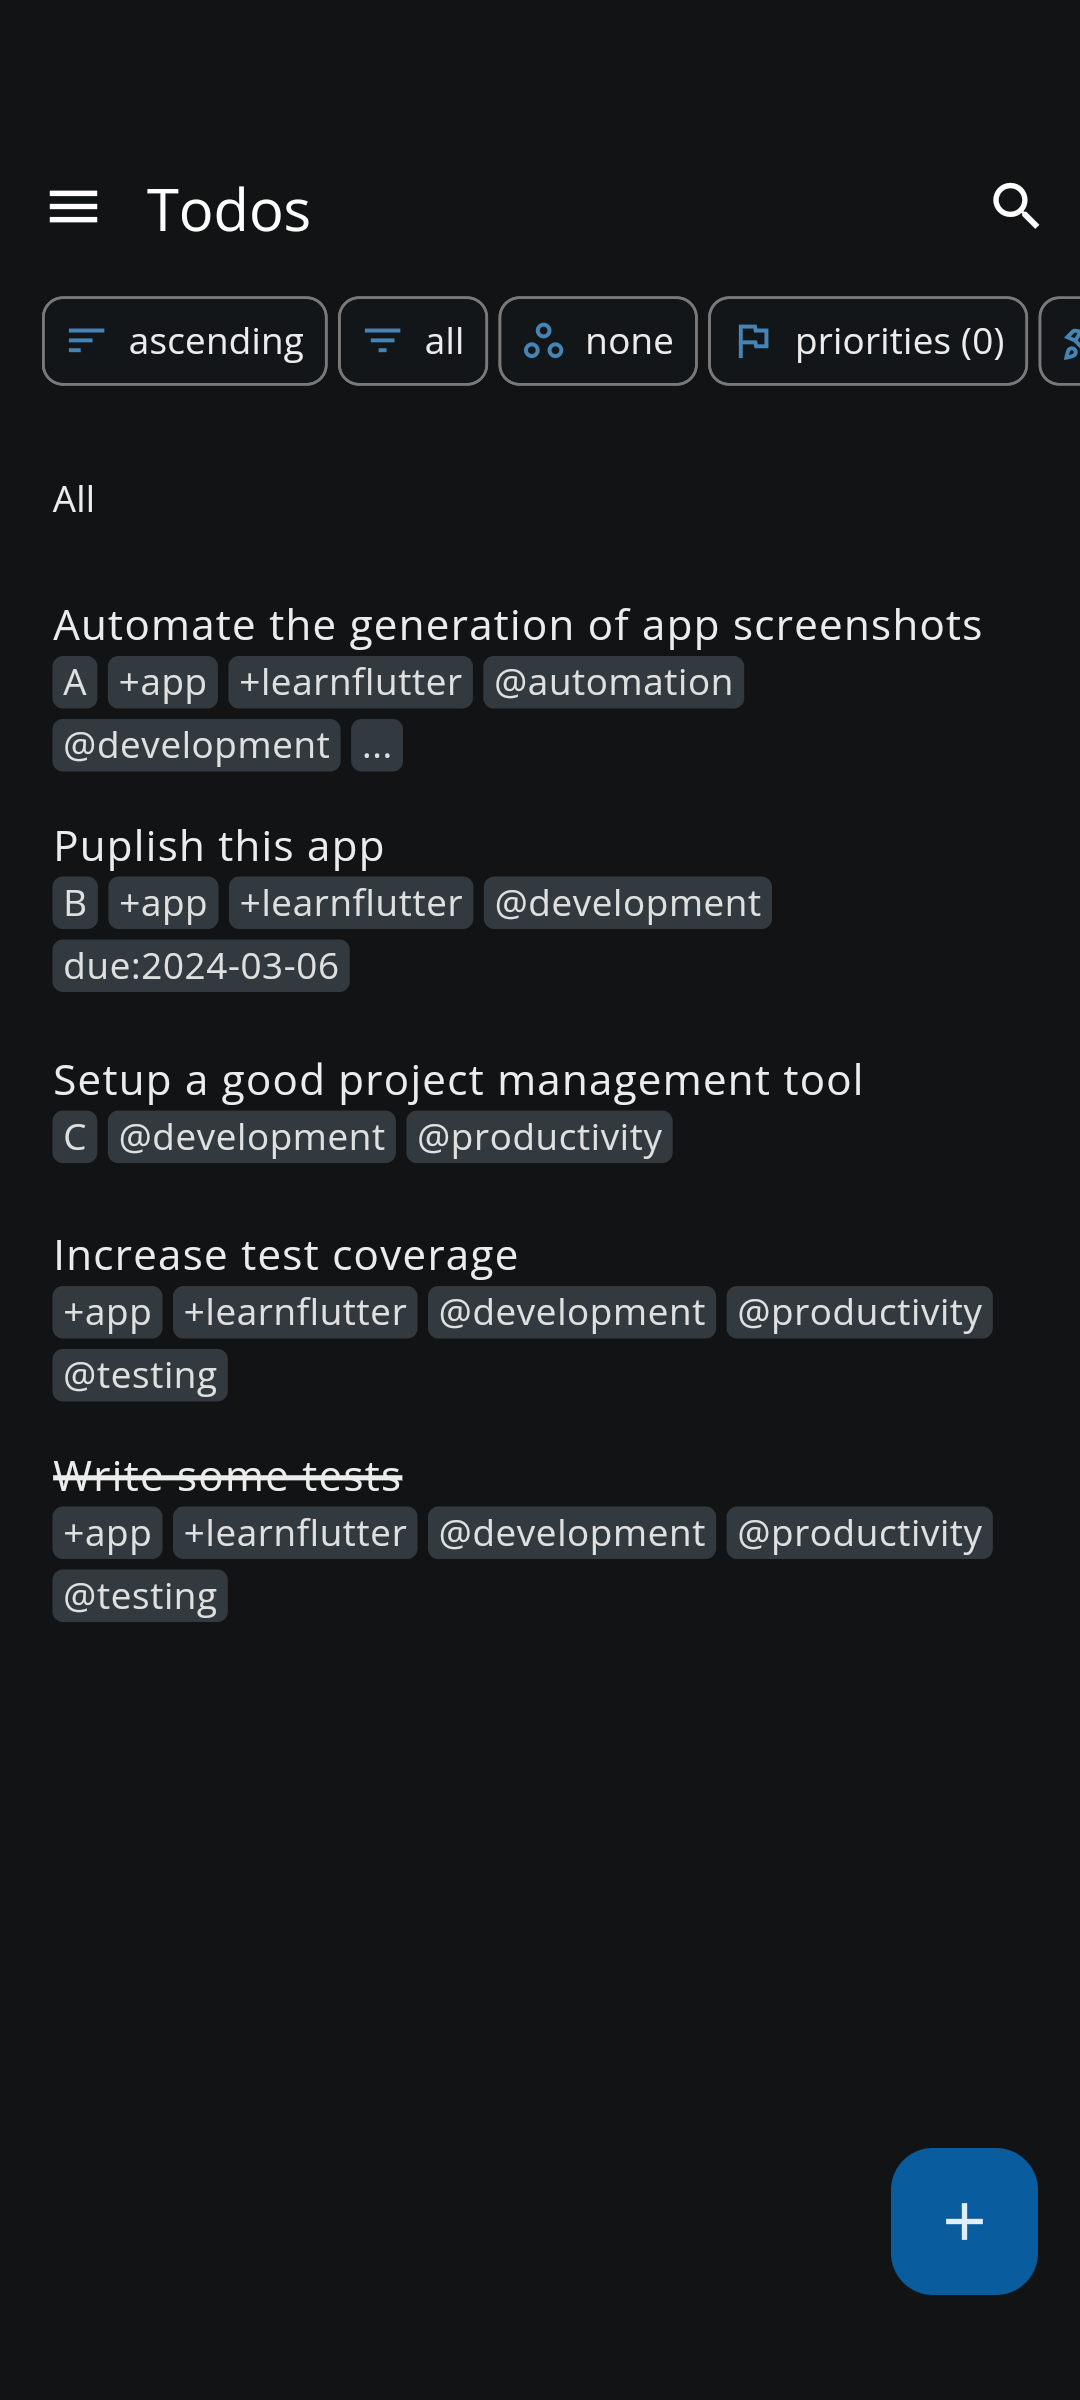 Todos
ascending all none priorities (0)
All
Automate the generation of app screenshots
A +app +learnflutter @automation
@development ...
Puplish this app
B +app +learnflutter @development
due:2024-03-06
Setup a good project management tool
C @development @productivity
Increase test coverage
+app +learnflutter @development @productivity
@testing
Write some tests
+app +learnflutter @development @productivity
@testing